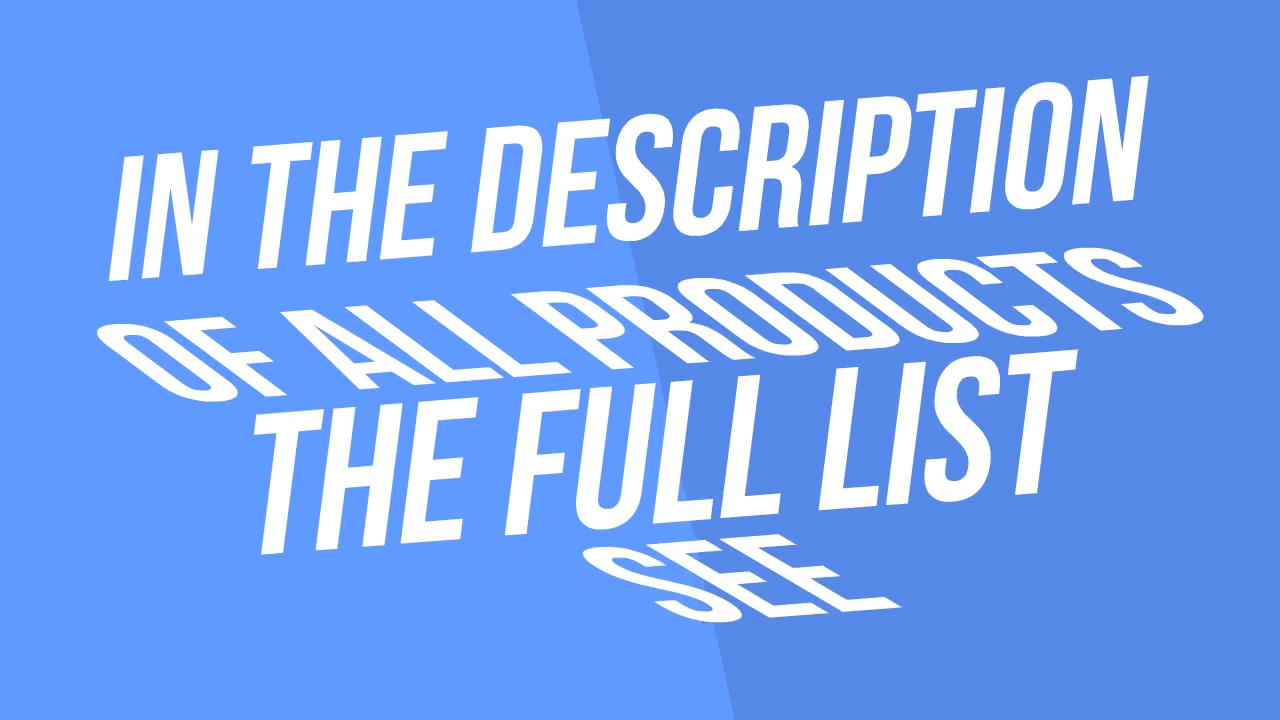 IN THE DESCRIPTION
OF ALL PRODUCTS
THE FULL LIST
SEE